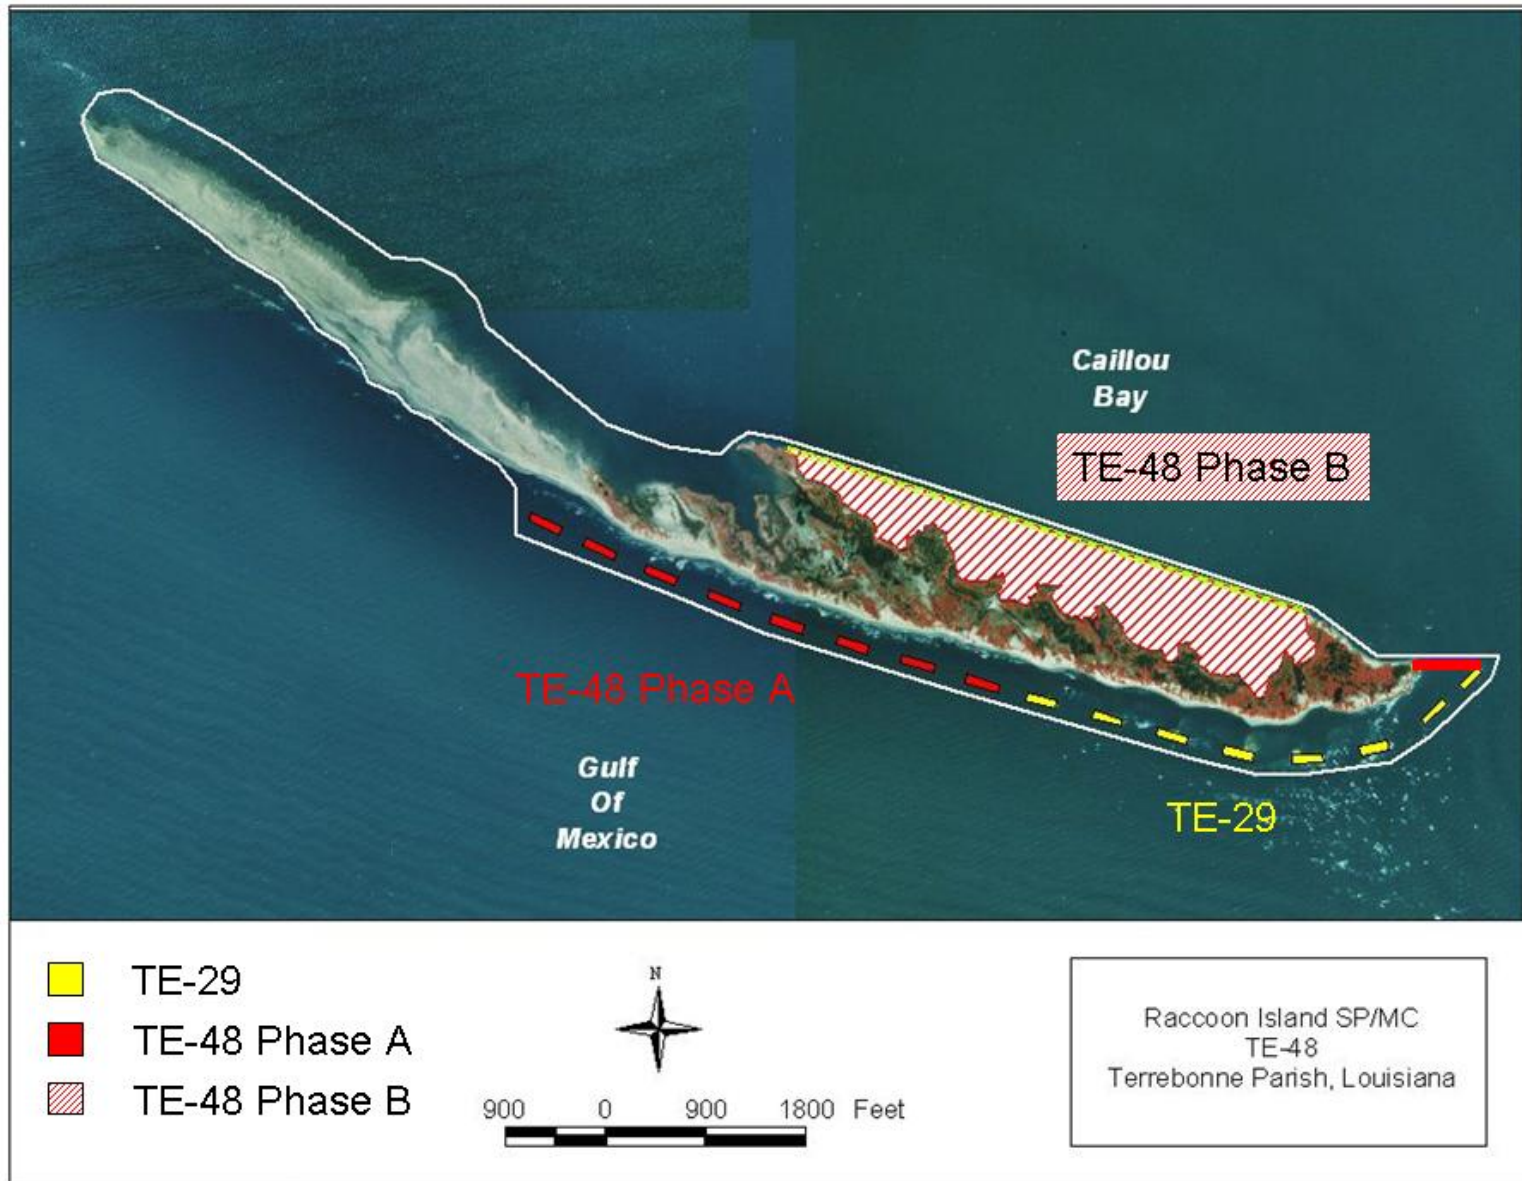 Caillou
Bay
TE-48 Phase B
TE-48 Phase A
Gulf
Of
Mexico
TE-29
TE-29
TE-48 Phase A
TE-48 Phase B
N
900 0 900 1800 Feet
Raccoon Island SP/MC
TE-48
Terrebonne Parish, Louisiana